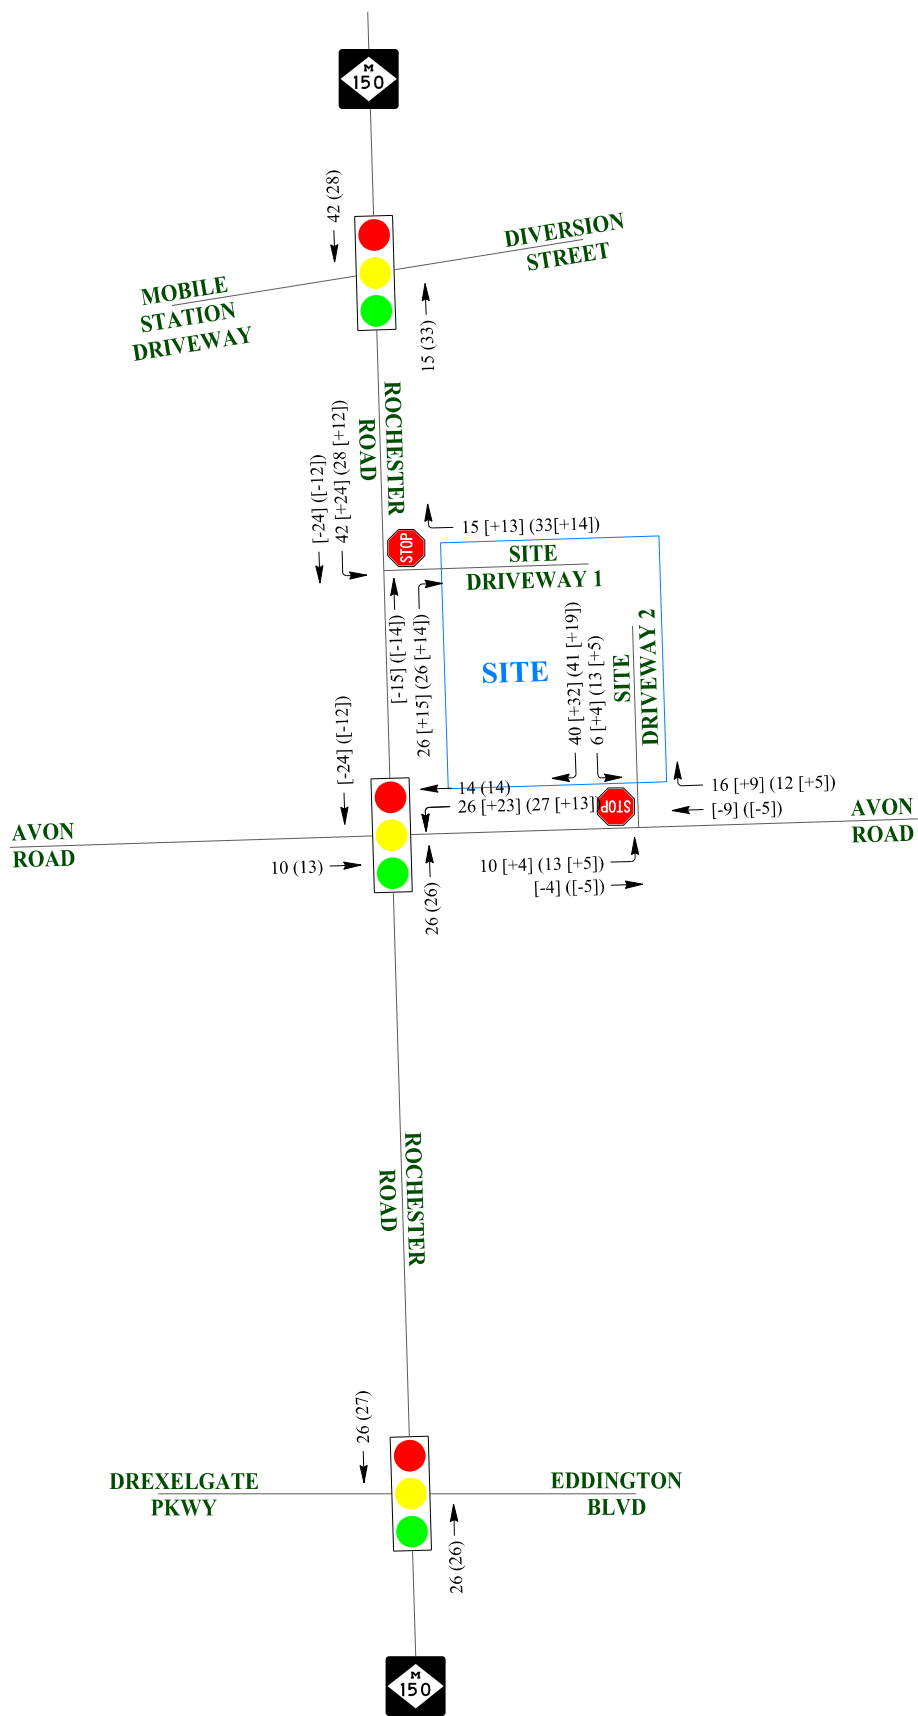 M
150
42 (28)
DIVERSION
STREET
MOBILE
STATION
DRIVEWAY
15 (33)
ROCHESTER
ROAD
[-24] ([-12])
42 [+24] (28 [+12])
15 [+13] (33[+14])
STOP
SITE
DRIVEWAY 1
[-15] ([-14])
26 [+15] (26 [+14])
SITE
40 [+32] (41 [+19])
6 [+4] (13 [+5)
SITE
DRIVEWAY 2
[-24] ([-12])
14 (14)
26 [+23] (27 [+13])
STOP
16 [+9] (12 [+5])
[-9] ([-5])
AVON
ROAD
AVON
ROAD
10 (13)
26 (26)
10 [+4] (13 [+5])
[-4] ([-5])
ROCHESTER
ROAD
26 (27)
DREXELGATE
PKWY
EDDINGTON
BLVD
26 (26)
M
150